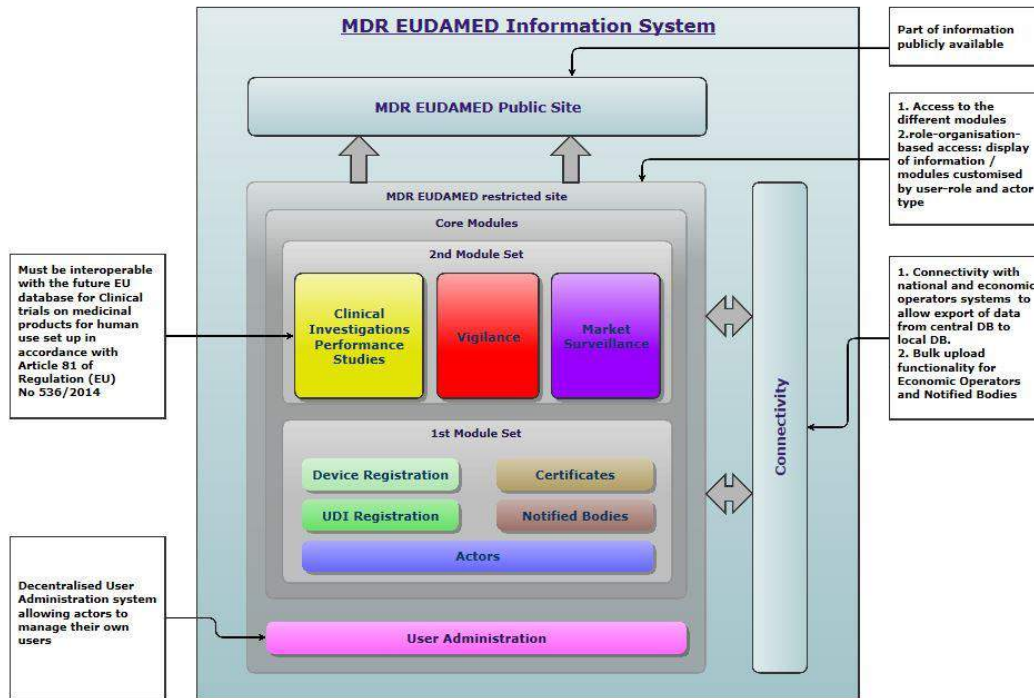 MDR EUDAMED Information System
Part of information
publicly available
MDR EUDAMED Public Site
1. Access to the
different modules
2.role-organisation-
based access: display
of information /
modules customised
by user-role and actor
type
MDR EUDAMED restricted site
Core Modules
2nd Module Set
Must be interoperable
with the future EU
database for Clinical
trials on medicinal
products for human
use set up in
accordance with
Article 81 of
Regulation (EU)
No 536/2014
Clinical
Investigations
Performance
Studies
Vigilance
Market
Surveillance
1. Connectivity with
national and economic
operators systems to
allow export of data
from central DB to
local DB.
2. Bulk upload
functionality for
Economic Operators
and Notified Bodies
Connectivity
1st Module Set
Device Registration
Certificates
UDI Registration
Notified Bodies
Actors
Decentralised User
Administration system
allowing actors to
manage their own
users
User Administration